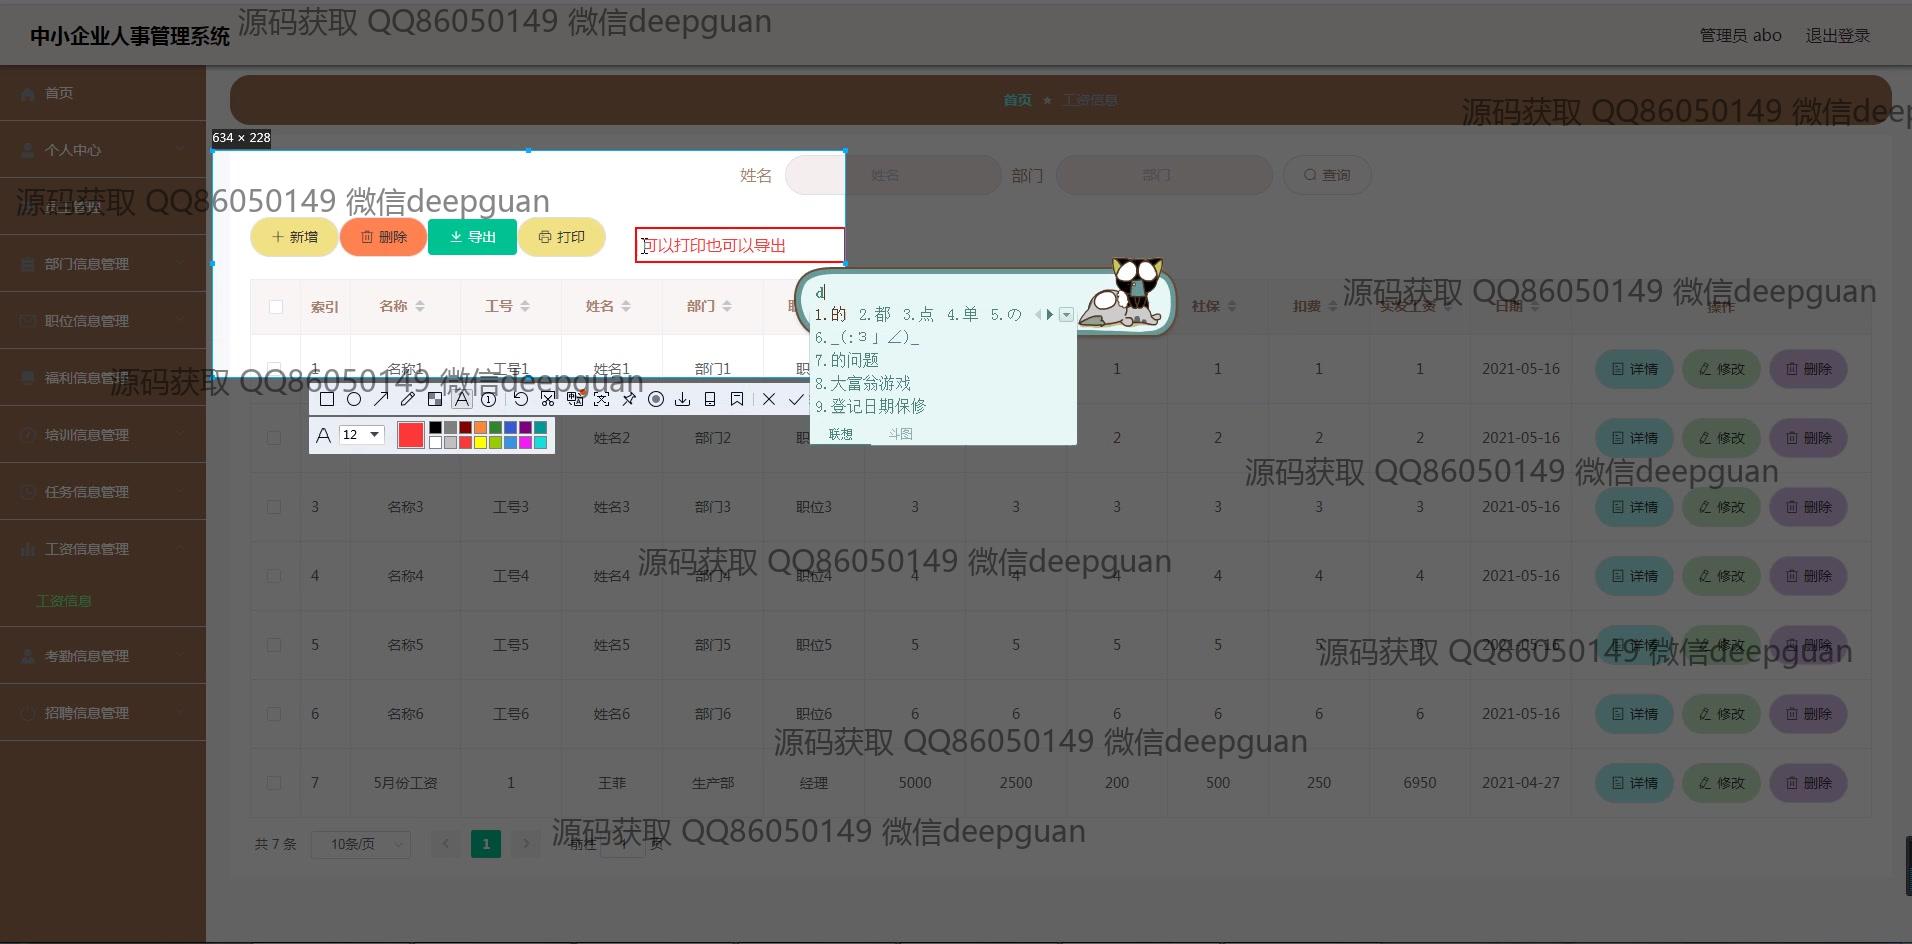 中小企业人事管理系统
源码获取 QQ86050149 微信deepguan
管理员 abo 退出登录
首页
首页 ★ 工资信息
源码获取 QQ86050149 微信deep
634 × 228
个人中心
姓名 姓名 部门 部门 查询
源码获取 QQ86050149 微信deepguan
员工管理
新增 删除 导出 打印
可以打印也可以导出
部门信息管理
d
1.的 2.都 3.点 4.单 5.の
6._(:3」∠)_
7.的问题
8.大富翁游戏
9.登记日期保修
联想 斗图
索引 名称 工号 姓名 部门 社保 扣费 实发工资 日期 操作
源码获取 QQ86050149 微信deepguan
职位信息管理
1 名称1 工号1 姓名1 部门1 职 1 1 1 1 2021-05-16 详情 修改 删除
福利信息管理
源码获取 QQ86050149 微信deepguan
12
培训信息管理
姓名2 部门2 2 2 2 2 2021-05-16 详情 修改 删除
源码获取 QQ86050149 微信deepguan
任务信息管理
3 名称3 工号3 姓名3 部门3 职位3 3 3 3 3 3 3 2021-05-16 详情 修改 删除
工资信息管理
源码获取 QQ86050149 微信deepguan
4 名称4 工号4 姓名4 部门4 职位4 4 4 4 4 4 4 2021-05-16 详情 修改 删除
工资信息
5 名称5 工号5 姓名5 部门5 职位5 5 5 5 5 5 5 2021-05-16 详情 修改 删除
源码获取 QQ86050149 微信deepguan
考勤信息管理
6 名称6 工号6 姓名6 部门6 职位6 6 6 6 6 6 6 2021-05-16 详情 修改 删除
招聘信息管理
源码获取 QQ86050149 微信deepguan
7 5月份工资 1 王菲 生产部 经理 5000 2500 200 500 250 6950 2021-04-27 详情 修改 删除
共 7 条 10条/页 1 前往 1 页
源码获取 QQ86050149 微信deepguan